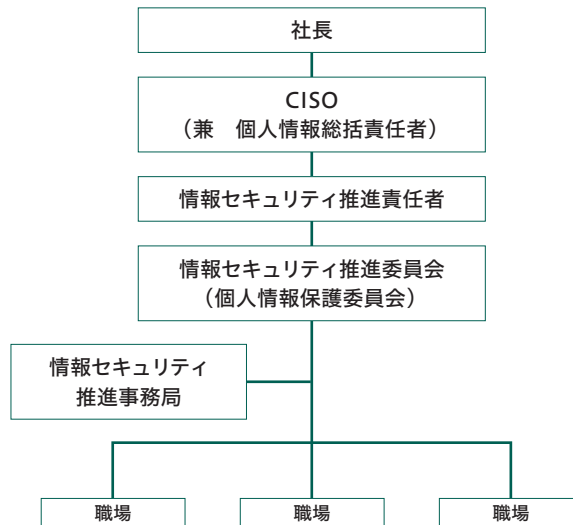 社長
CISO
（兼　個人情報総括責任者）
情報セキュリティ推進責任者
情報セキュリティ推進委員会
（個人情報保護委員会）
情報セキュリティ
推進事務局
職場
職場
職場